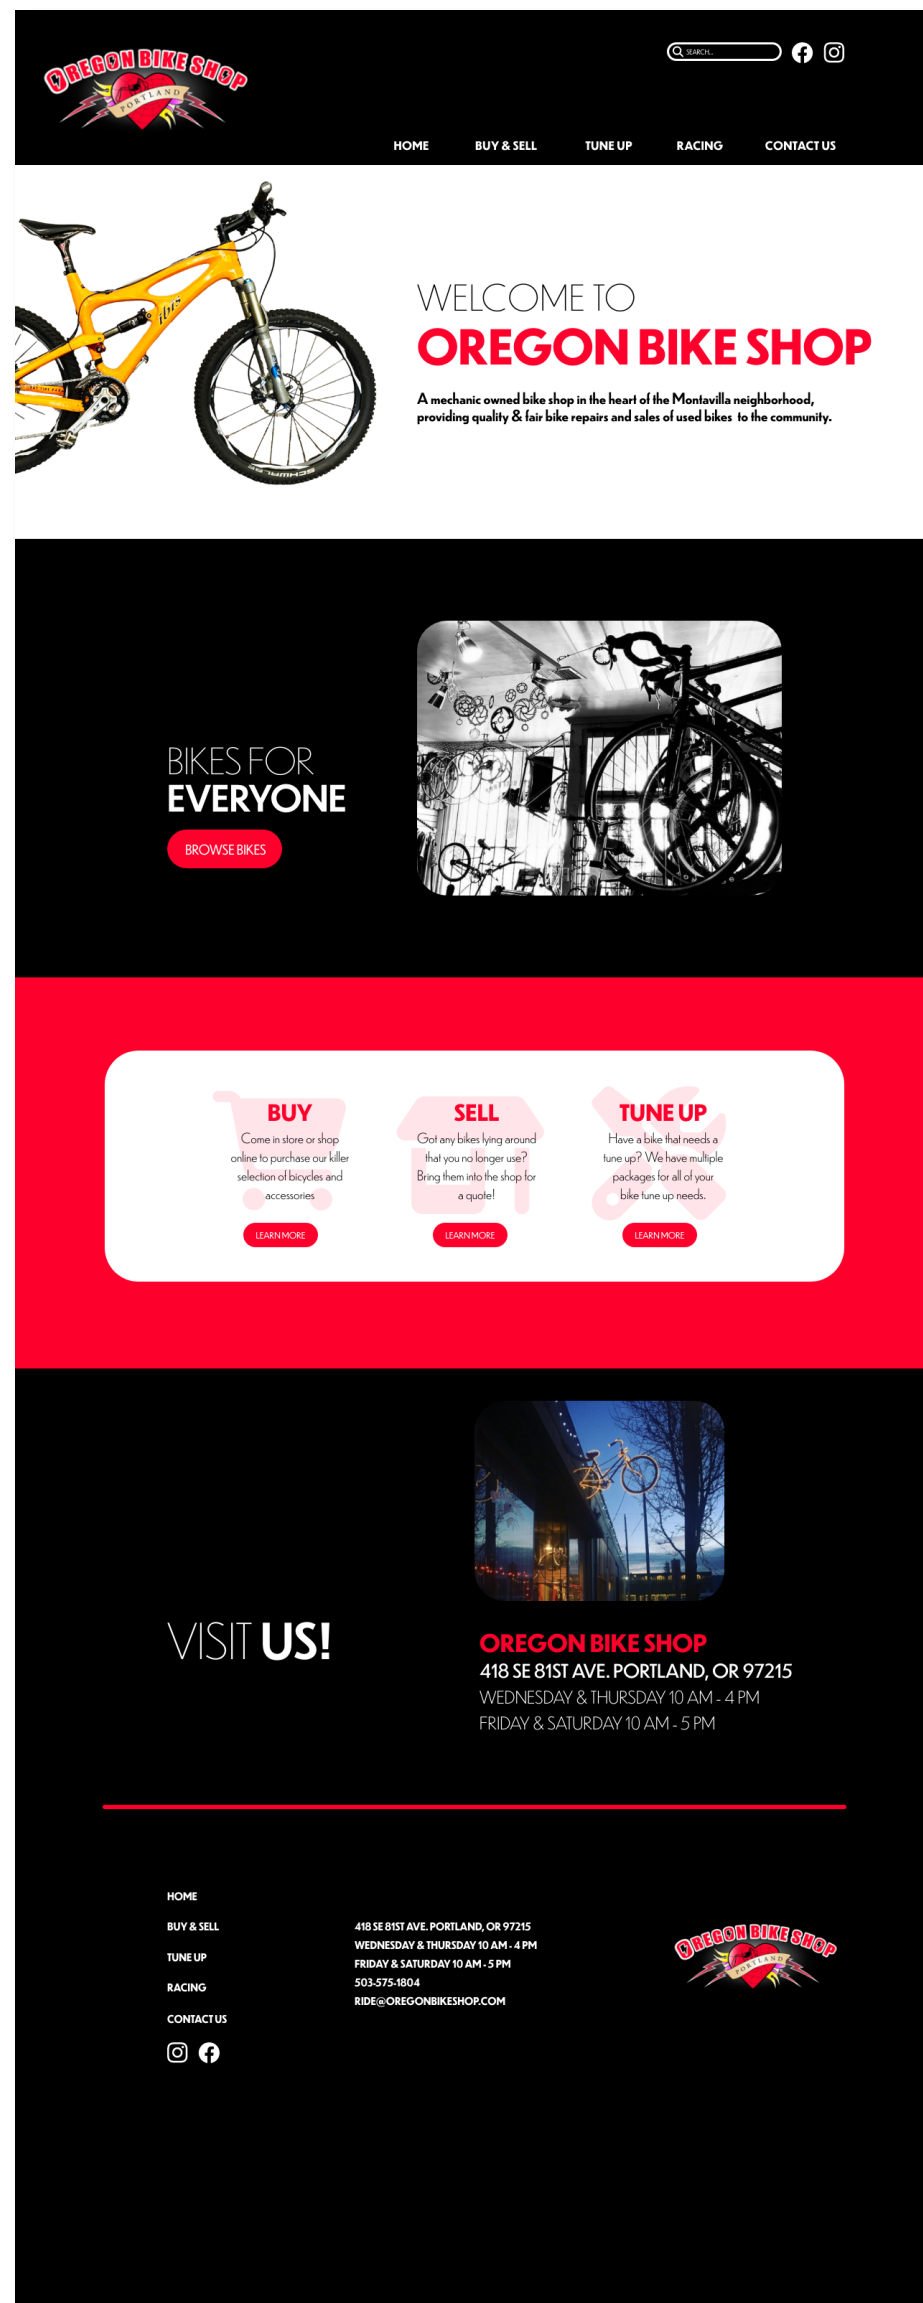 OREGON BIKE SHOP
PORTLAND
SEARCH...
HOME BUY & SELL TUNE UP RACING CONTACT US
ibis
SCHWALBE
WELCOME TO
OREGON BIKE SHOP
A mechanic owned bike shop in the heart of the Montavilla neighborhood,
providing quality & fair bike repairs and sales of used bikes to the community.
BIKES FOR
EVERYONE
BROWSE BIKES
BUY
Come in store or shop
online to purchase our killer
selection of bicycles and
accessories
LEARN MORE
SELL
Got any bikes lying around
that you no longer use?
Bring them into the shop for
a quote!
LEARN MORE
TUNE UP
Have a bike that needs a
tune up? We have multiple
packages for all of your
bike tune up needs.
LEARN MORE
VISIT US!
OREGON BIKE SHOP
418 SE 81ST AVE. PORTLAND, OR 97215
WEDNESDAY & THURSDAY 10 AM - 4 PM
FRIDAY & SATURDAY 10 AM - 5 PM
HOME
BUY & SELL
TUNE UP
RACING
CONTACT US
418 SE 81ST AVE. PORTLAND, OR 97215
WEDNESDAY & THURSDAY 10 AM - 4 PM
FRIDAY & SATURDAY 10 AM - 5 PM
503-575-1804
RIDE@OREGONBIKESHOP.COM
OREGON BIKE SHOP
PORTLAND